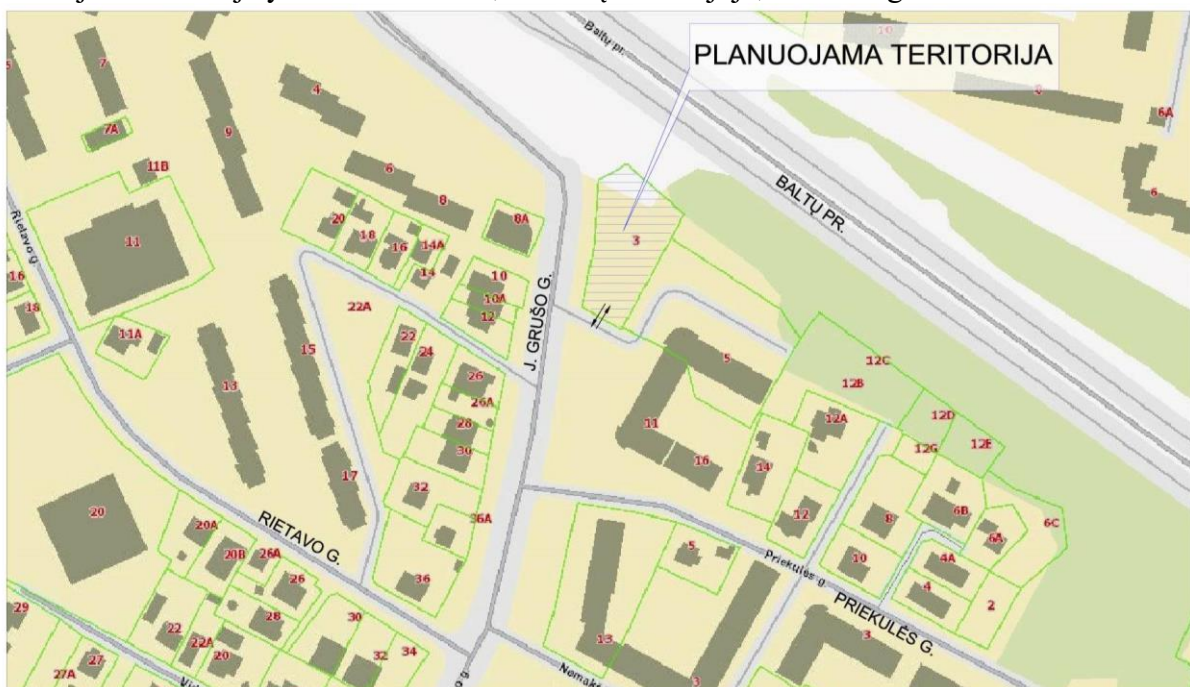 Baltų pr.
10
PLANUOJAMA TERITORIJA
7
4
6A
9
7A
11B
6
6
8
8A
BALTŲ PR.
20
18
16
14A
14
3
11
10
10A
12
Rietavo g.
16
18
22A
J. GRUŠO G.
11A
22
24
15
5
12C
12B
26
26A
13
28
30
11
12A
12D
12G
12E
16
14
17
32
36A
12
8
6B
6A
6C
20
20A
RIETAVO G.
20B
26A
26
36
5
Priekulės g.
10
4A
4
2
PRIEKULĖS G.
29
28
30
22
22A
20
32
34
13
3
27A
27
3